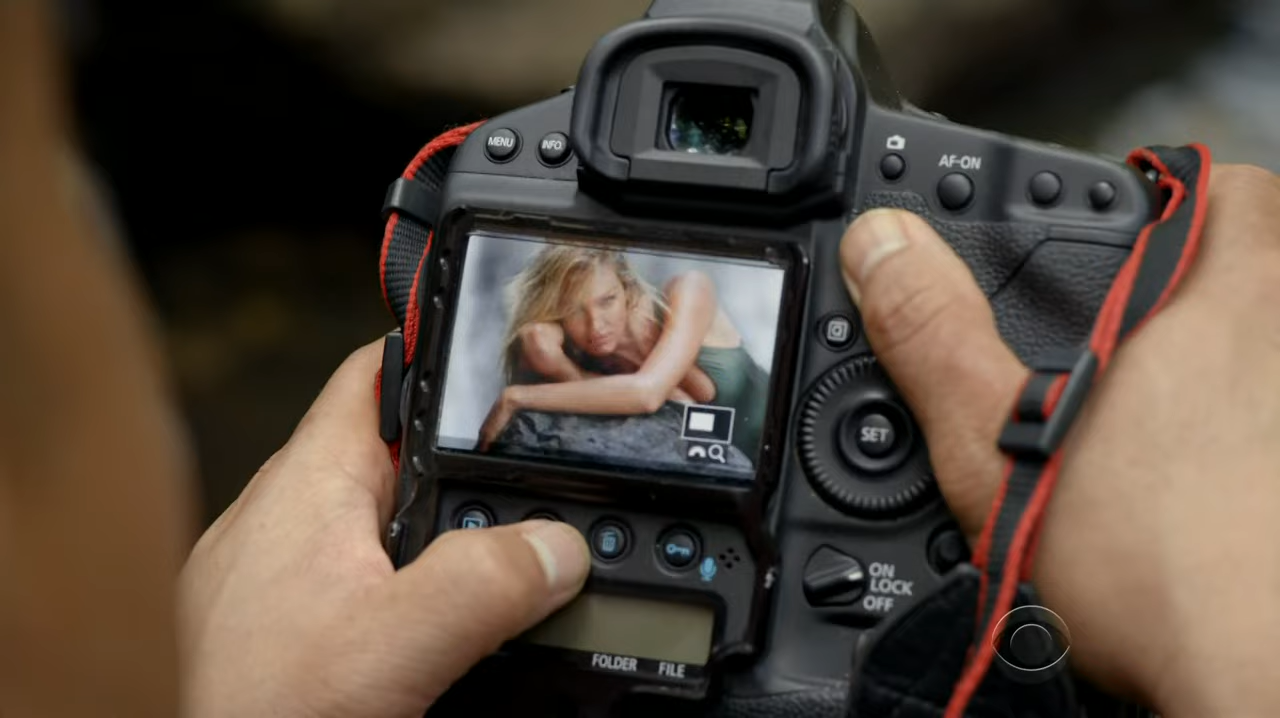 MENU
INFO.
AF-ON
SET
ON
LOCK
OFF
FOLDER FILE